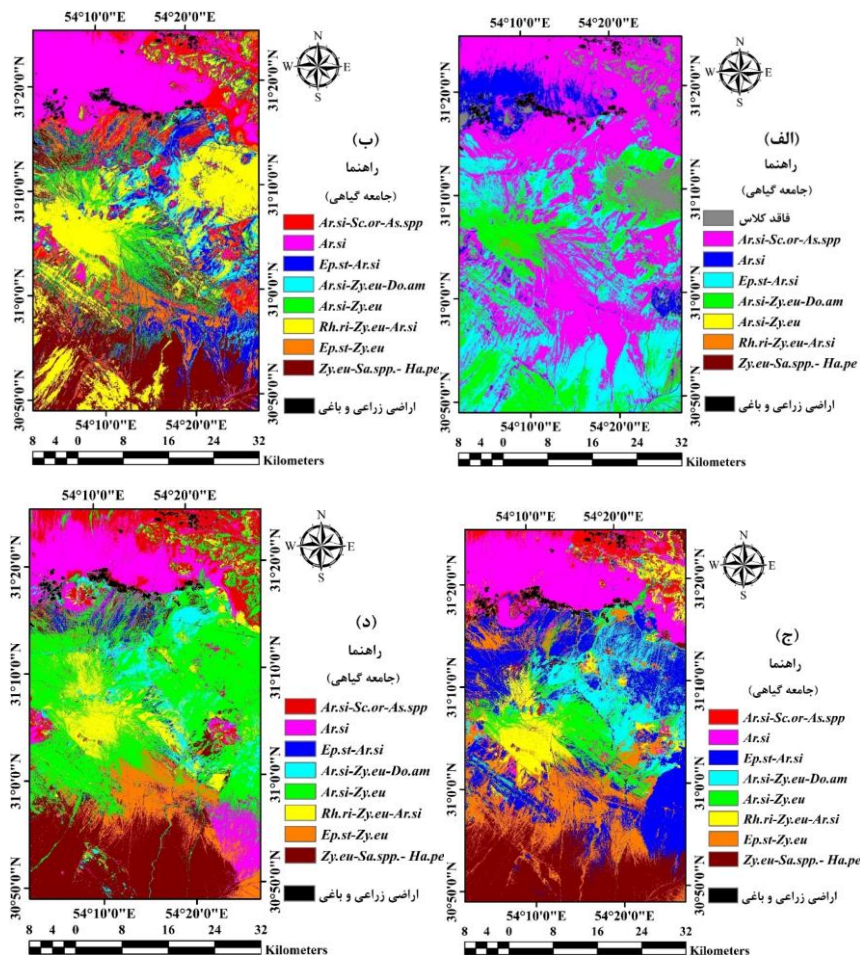 54°10'0"E 54°20'0"E
N
W E
S
31°20'0"N
31°10'0"N
31°0'0"N
30°50'0"N
(الف)
راهنما
(جامعه گیاهی)
فاقد کلاس
Ar.si-Sc.or-As.spp
Ar.si
Ep.st-Ar.si
Ar.si-Zy.eu-Do.am
Ar.si-Zy.eu
Rh.ri-Zy.eu-Ar.si
Zy.eu-Sa.spp.- Ha.pe
اراضی زراعی و باغی
54°10'0"E 54°20'0"E
8 4 0 8 16 24 32
Kilometers
54°10'0"E 54°20'0"E
N
W E
S
31°20'0"N
31°10'0"N
31°0'0"N
30°50'0"N
(ب)
راهنما
(جامعه گیاهی)
Ar.si-Sc.or-As.spp
Ar.si
Ep.st-Ar.si
Ar.si-Zy.eu-Do.am
Ar.si-Zy.eu
Rh.ri-Zy.eu-Ar.si
Ep.st-Zy.eu
Zy.eu-Sa.spp.- Ha.pe
اراضی زراعی و باغی
54°10'0"E 54°20'0"E
8 4 0 8 16 24 32
Kilometers
54°10'0"E 54°20'0"E
N
W E
S
31°20'0"N
31°10'0"N
31°0'0"N
30°50'0"N
(ج)
راهنما
(جامعه گیاهی)
Ar.si-Sc.or-As.spp
Ar.si
Ep.st-Ar.si
Ar.si-Zy.eu-Do.am
Ar.si-Zy.eu
Rh.ri-Zy.eu-Ar.si
Ep.st-Zy.eu
Zy.eu-Sa.spp.- Ha.pe
اراضی زراعی و باغی
54°10'0"E 54°20'0"E
8 4 0 8 16 24 32
Kilometers
54°10'0"E 54°20'0"E
N
W E
S
31°20'0"N
31°10'0"N
31°0'0"N
30°50'0"N
(د)
راهنما
(جامعه گیاهی)
Ar.si-Sc.or-As.spp
Ar.si
Ep.st-Ar.si
Ar.si-Zy.eu-Do.am
Ar.si-Zy.eu
Rh.ri-Zy.eu-Ar.si
Ep.st-Zy.eu
Zy.eu-Sa.spp.- Ha.pe
اراضی زراعی و باغی
54°10'0"E 54°20'0"E
8 4 0 8 16 24 32
Kilometers